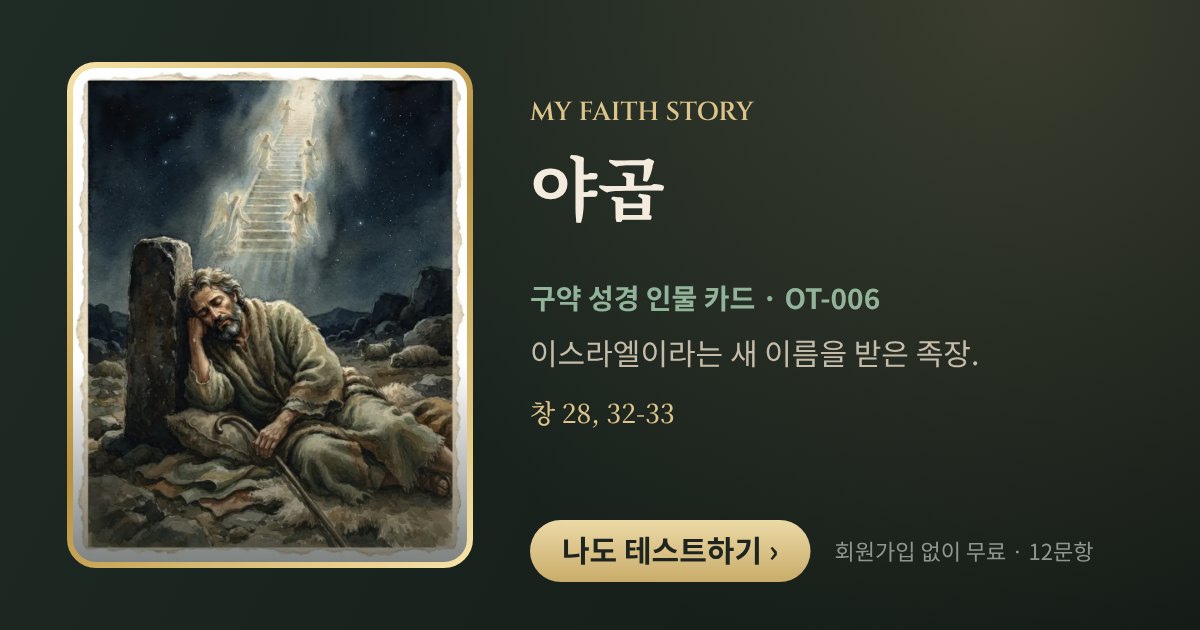 MY FAITH STORY
야곱
구약 성경 인물 카드 · OT-006
이스라엘이라는 새 이름을 받은 족장.
창 28, 32-33
나도 테스트하기 ›
회원가입 없이 무료 · 12문항